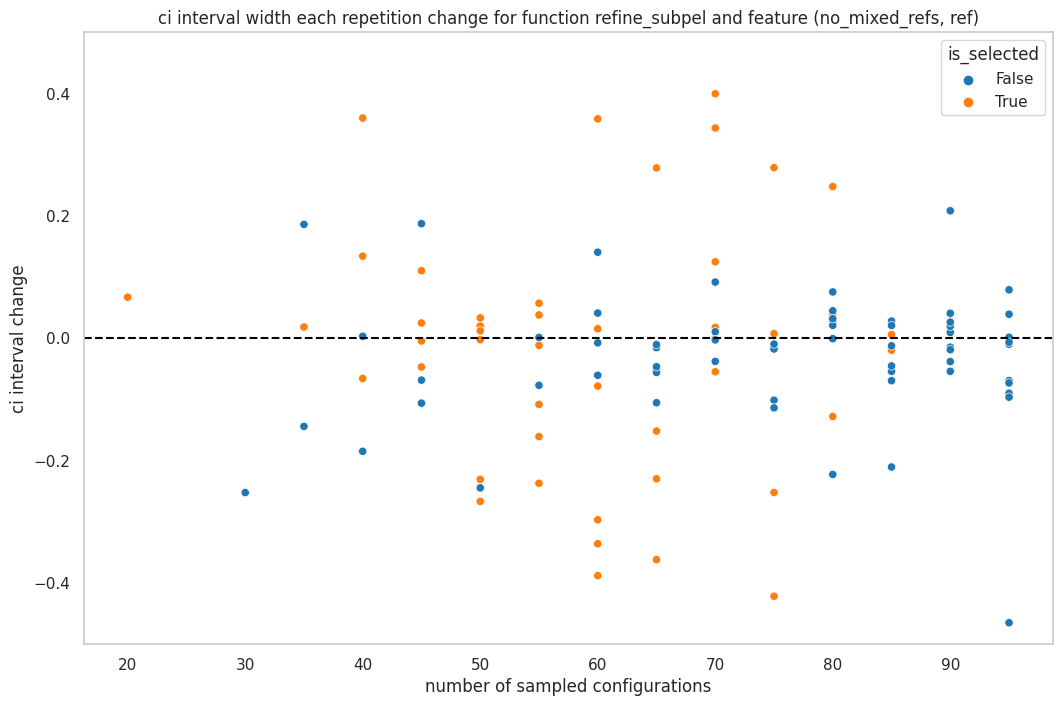 ci interval width each repetition change for function refine_subpel and feature (no_mixed_refs, ref)
is_selected
False
True
ci interval change
0.4
0.2
0.0
−0.2
−0.4
20 30 40 50 60 70 80 90
number of sampled configurations